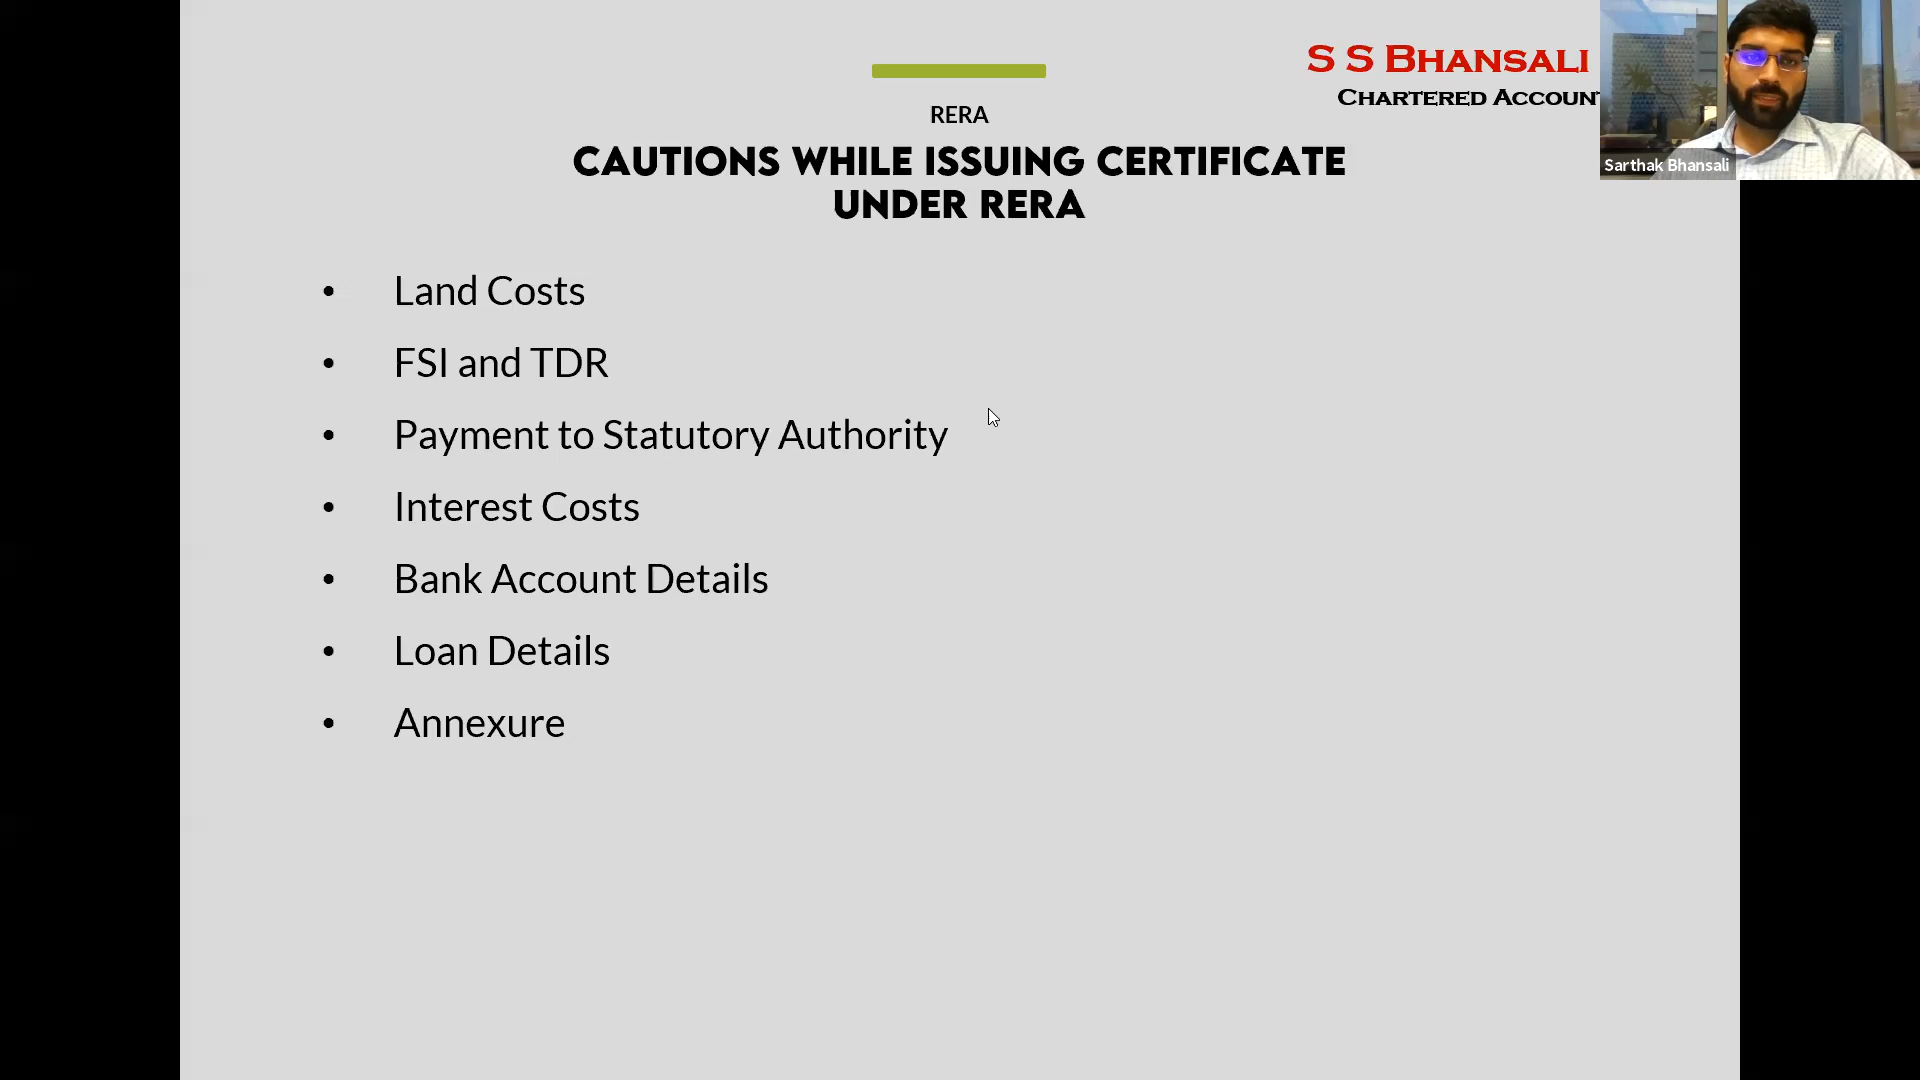 S S BHANSALI
CHARTERED ACCOUN
Sarthak Bhansali
RERA
CAUTIONS WHILE ISSUING CERTIFICATE
UNDER RERA
• Land Costs
• FSI and TDR
• Payment to Statutory Authority
• Interest Costs
• Bank Account Details
• Loan Details
• Annexure